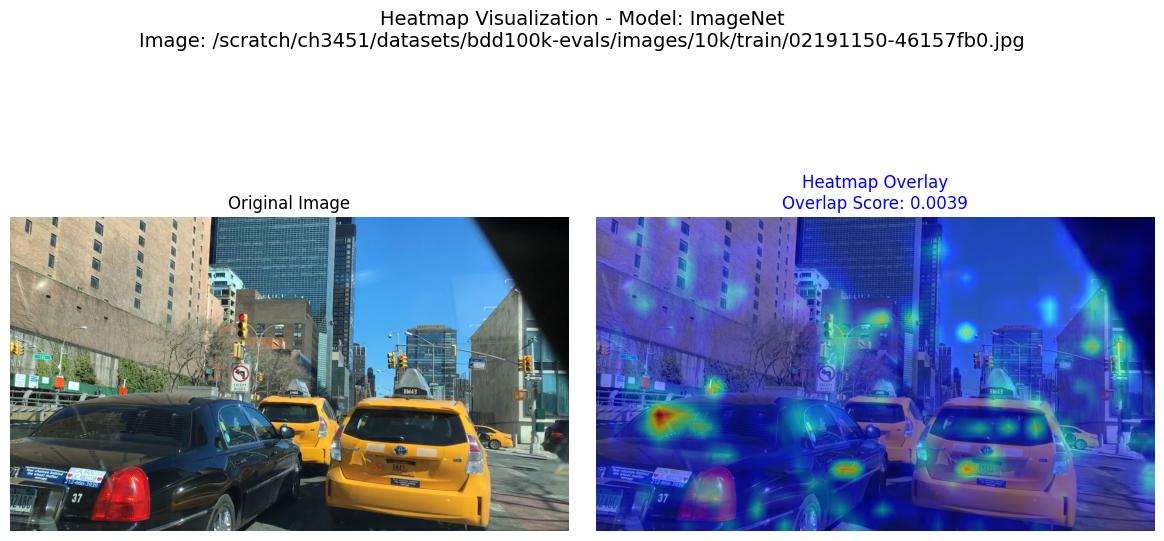 Heatmap Visualization - Model: ImageNet
Image: /scratch/ch3451/datasets/bdd100k-evals/images/10k/train/02191150-46157fb0.jpg
Original Image
Heatmap Overlay
Overlap Score: 0.0039
37
37